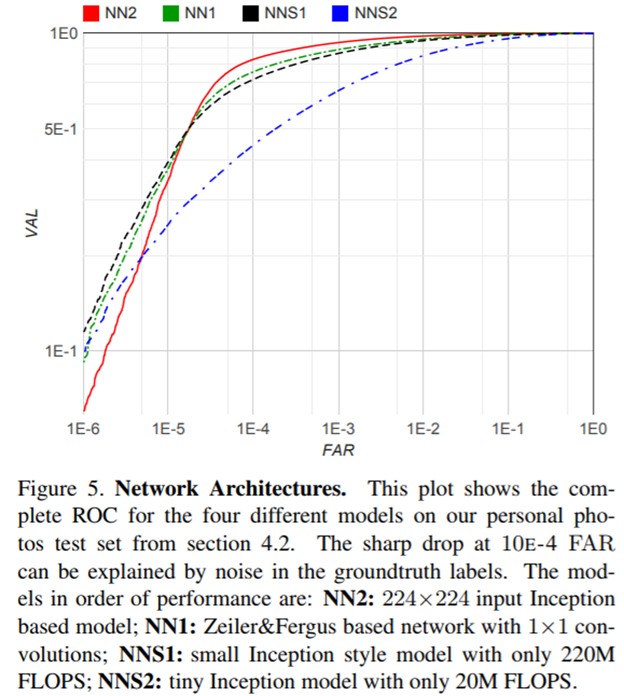 NN2 NN1 NNS1 NNS2
1E0
5E-1
VAL
1E-1
1E-6 1E-5 1E-4 1E-3 1E-2 1E-1 1E0
FAR
Figure 5. Network Architectures. This plot shows the com-
plete ROC for the four different models on our personal pho-
tos test set from section 4.2. The sharp drop at 10E-4 FAR
can be explained by noise in the groundtruth labels. The mod-
els in order of performance are: NN2: 224×224 input Inception
based model; NN1: Zeiler&Fergus based network with 1×1 con-
volutions; NNS1: small Inception style model with only 220M
FLOPS; NNS2: tiny Inception model with only 20M FLOPS.